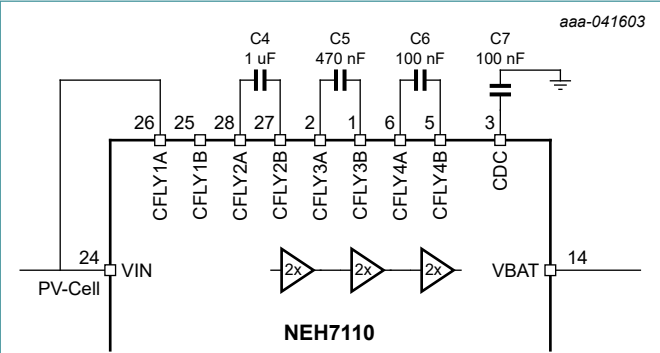 aaa-041603
C4 C5 C6 C7
1 uF 470 nF 100 nF 100 nF
26 25 28 27 2 1 6 5 3
CFLY1A CFLY1B CFLY2A CFLY2B CFLY3A CFLY3B CFLY4A CFLY4B CDC
24 VIN 2x 2x 2x VBAT 14
PV-Cell
NEH7110